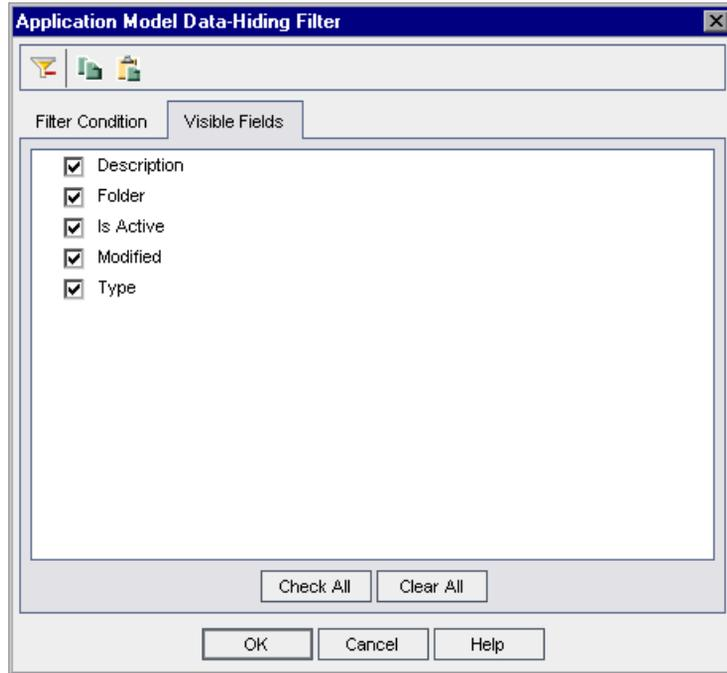 Application Model Data-Hiding Filter
Filter Condition
Visible Fields
Description
Folder
Is Active
Modified
Type
Check All
Clear All
OK
Cancel
Help